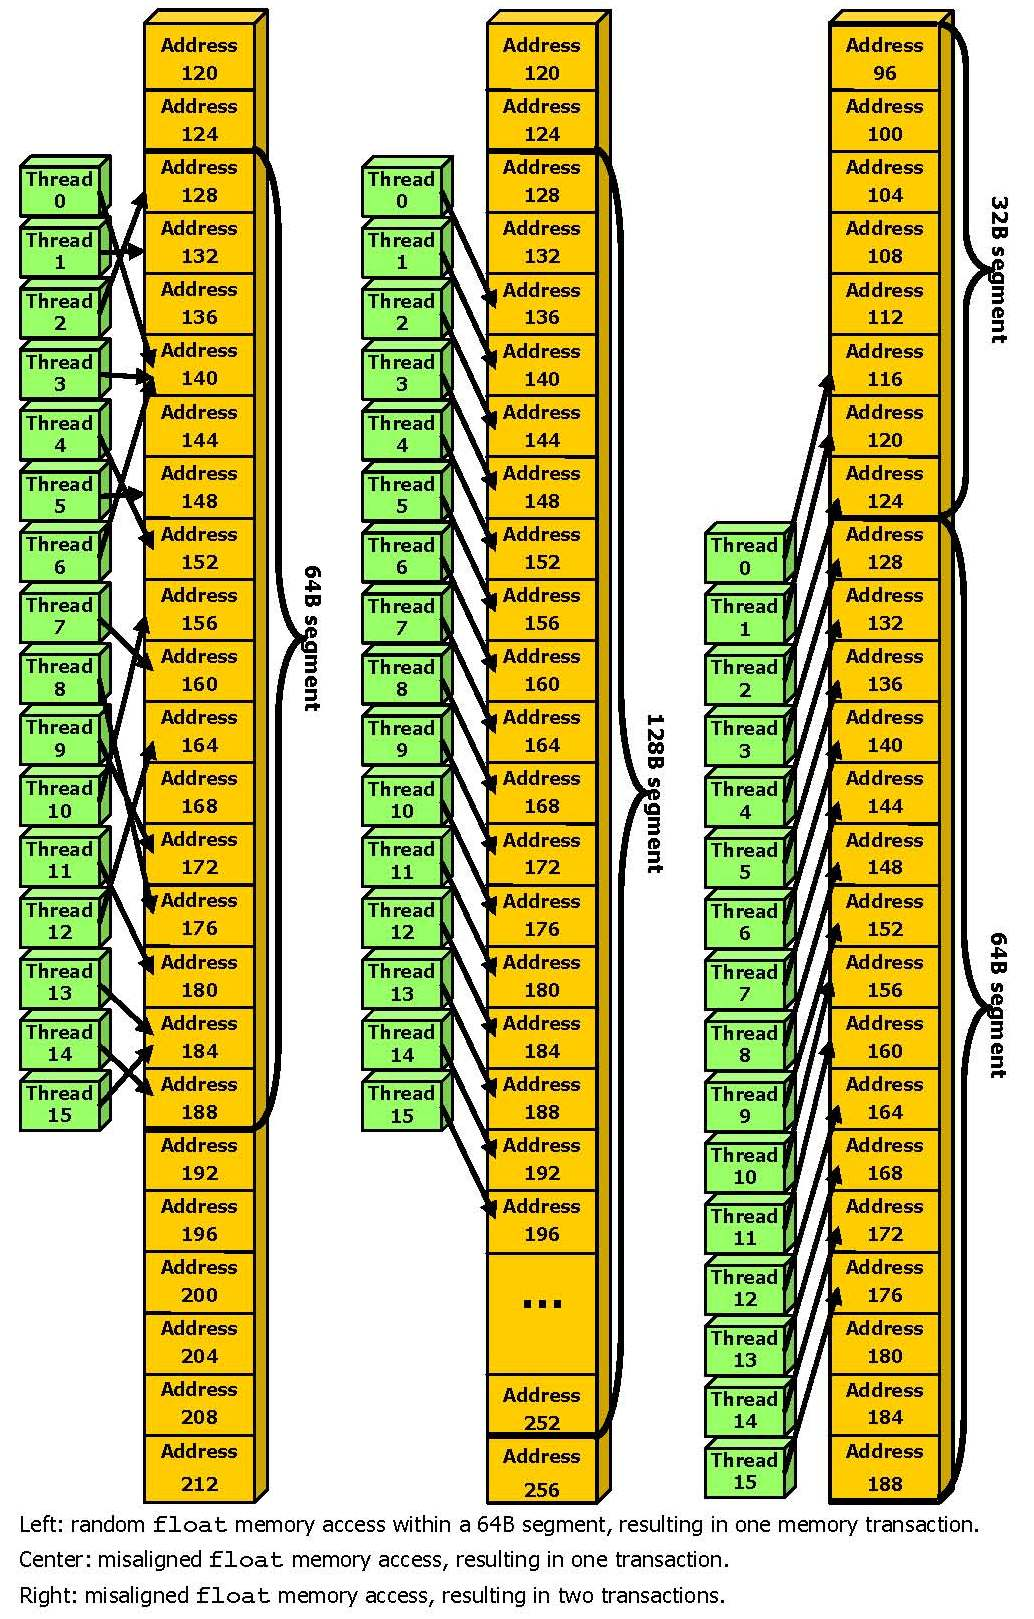 Thread
0
Thread
1
Thread
2
Thread
3
Thread
4
Thread
5
Thread
6
Thread
7
Thread
8
Thread
9
Thread
10
Thread
11
Thread
12
Thread
13
Thread
14
Thread
15
Address
120
Address
124
Address
128
Address
132
Address
136
Address
140
Address
144
Address
148
Address
152
Address
156
Address
160
Address
164
Address
168
Address
172
Address
176
Address
180
Address
184
Address
188
Address
192
Address
196
Address
200
Address
204
Address
208
Address
212
64B segment
Thread
0
Thread
1
Thread
2
Thread
3
Thread
4
Thread
5
Thread
6
Thread
7
Thread
8
Thread
9
Thread
10
Thread
11
Thread
12
Thread
13
Thread
14
Thread
15
Address
120
Address
124
Address
128
Address
132
Address
136
Address
140
Address
144
Address
148
Address
152
Address
156
Address
160
Address
164
Address
168
Address
172
Address
176
Address
180
Address
184
Address
188
Address
192
Address
196
...
Address
252
Address
256
128B segment
Thread
0
Thread
1
Thread
2
Thread
3
Thread
4
Thread
5
Thread
6
Thread
7
Thread
8
Thread
9
Thread
10
Thread
11
Thread
12
Thread
13
Thread
14
Thread
15
Address
96
Address
100
Address
104
Address
108
Address
112
Address
116
Address
120
Address
124
Address
128
Address
132
Address
136
Address
140
Address
144
Address
148
Address
152
Address
156
Address
160
Address
164
Address
168
Address
172
Address
176
Address
180
Address
184
Address
188
32B segment
64B segment
Left: random float memory access within a 64B segment, resulting in one memory transaction.
Center: misaligned float memory access, resulting in one transaction.
Right: misaligned float memory access, resulting in two transactions.